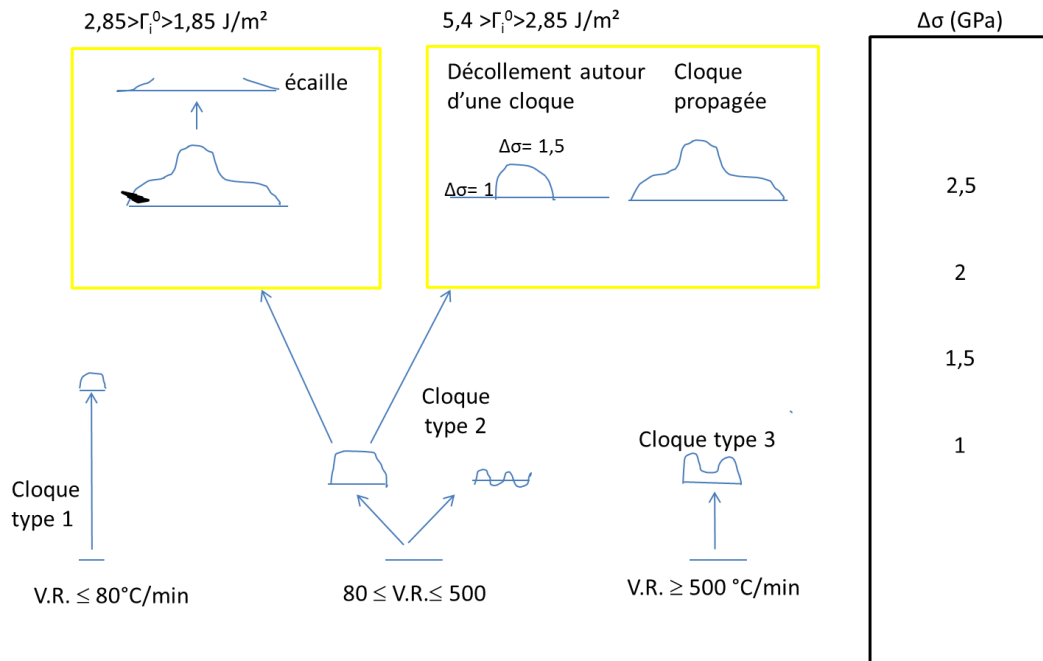 2,85>Γᵢ⁰>1,85 J/m²
5,4 >Γᵢ⁰>2,85 J/m²
Δσ (GPa)
écaille
Décollement autour
d’une cloque
Cloque
propagée
Δσ= 1,5
Δσ= 1
2,5
2
1,5
1
Cloque
type 2
Cloque type 3
Cloque
type 1
V.R. ≤ 80°C/min
80 ≤ V.R.≤ 500
V.R. ≥ 500 °C/min